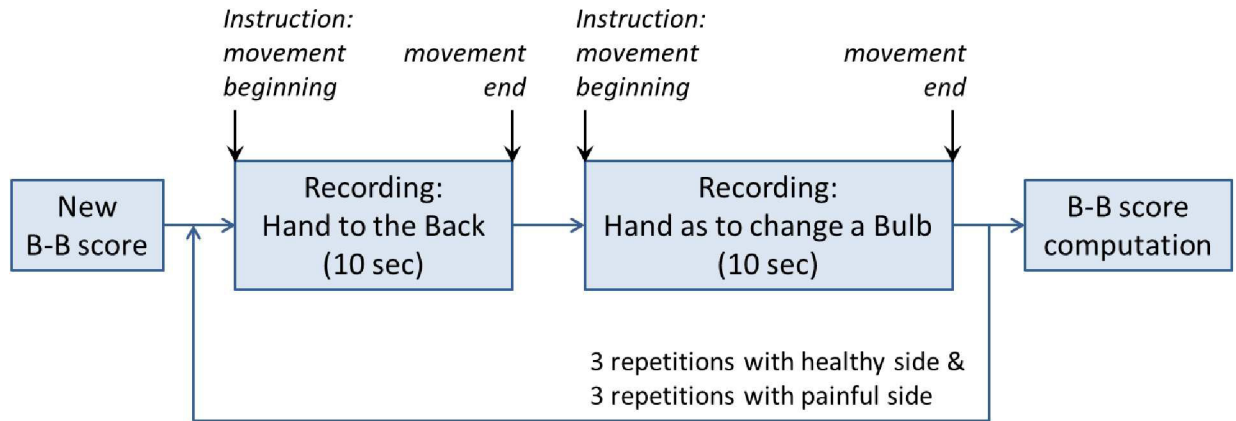 Instruction:
movement
beginning
movement
end
Instruction:
movement
beginning
movement
end
New
B-B score
Recording:
Hand to the Back
(10 sec)
Recording:
Hand as to change a Bulb
(10 sec)
B-B score
computation
3 repetitions with healthy side &
3 repetitions with painful side